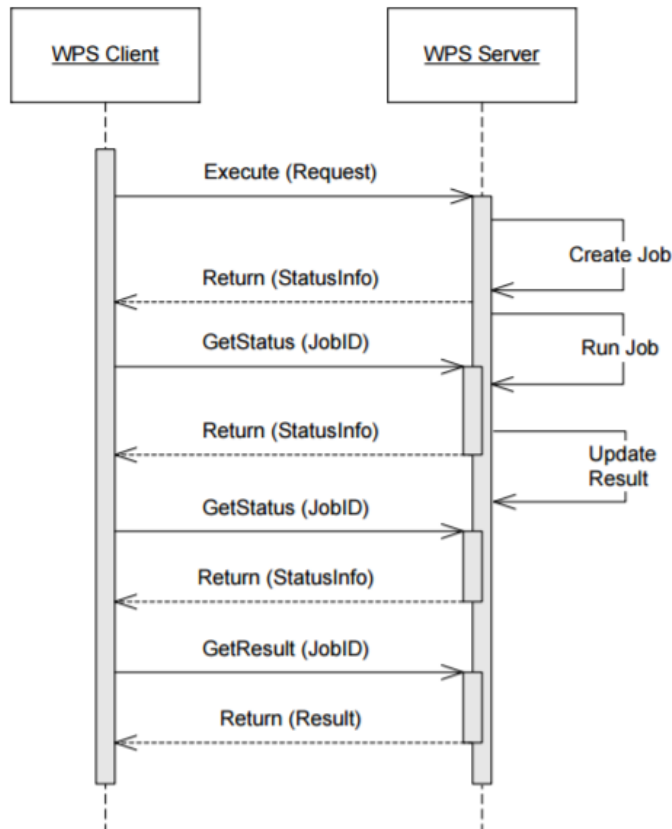 WPS Client
WPS Server
Execute (Request)
Create Job
Return (StatusInfo)
GetStatus (JobID)
Run Job
Return (StatusInfo)
Update
Result
GetStatus (JobID)
Return (StatusInfo)
GetResult (JobID)
Return (Result)